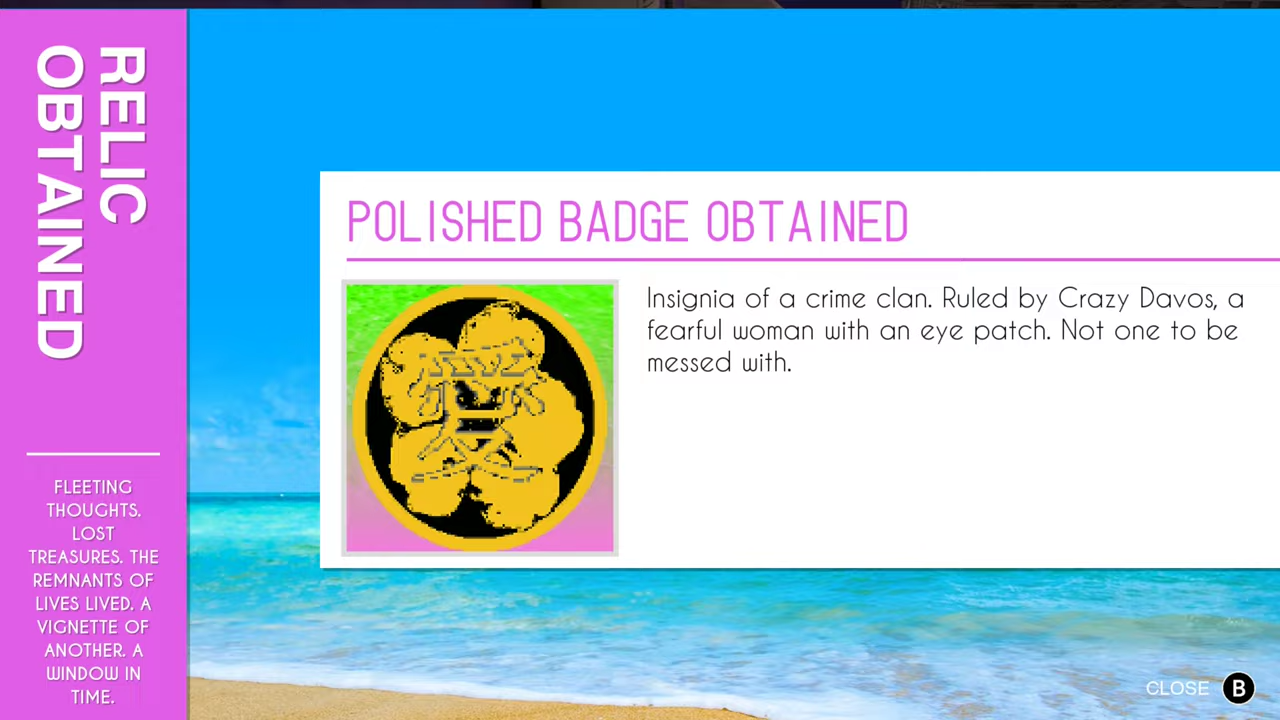 RELIC
OBTAINED
FLEETING
THOUGHTS.
LOST
TREASURES. THE
REMNANTS OF
LIVES LIVED. A
VIGNETTE OF
ANOTHER. A
WINDOW IN
TIME.
POLISHED BADGE OBTAINED
愛
Insignia of a crime clan. Ruled by Crazy Davos, a
fearful woman with an eye patch. Not one to be
messed with.
CLOSE B